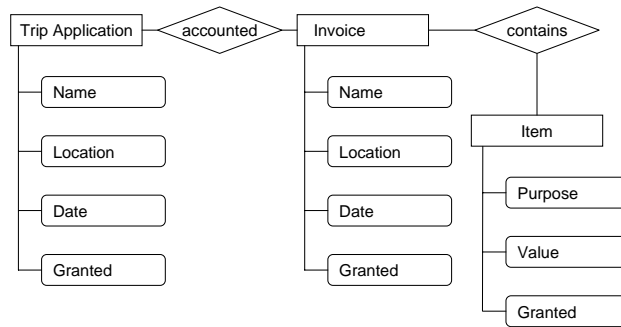 Trip Application
accounted
Invoice
contains
Name
Location
Date
Granted
Name
Location
Date
Granted
Item
Purpose
Value
Granted